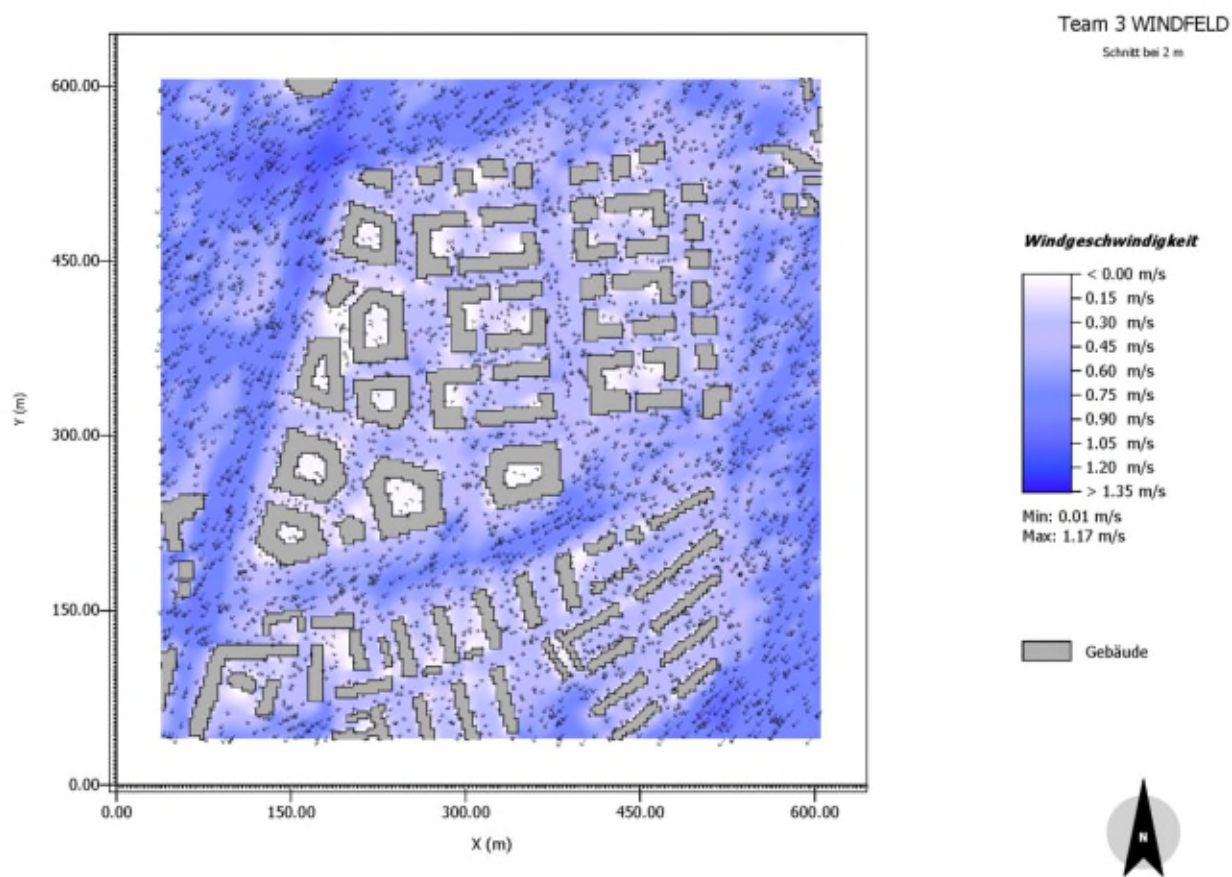 Team 3 WINDFELD
Schnitt bei 2 m
600.00
450.00
300.00
150.00
0.00
Y (m)
0.00 150.00 300.00 450.00 600.00
X (m)
Windgeschwindigkeit
< 0.00 m/s
0.15 m/s
0.30 m/s
0.45 m/s
0.60 m/s
0.75 m/s
0.90 m/s
1.05 m/s
1.20 m/s
> 1.35 m/s
Min: 0.01 m/s
Max: 1.17 m/s
Gebäude
N